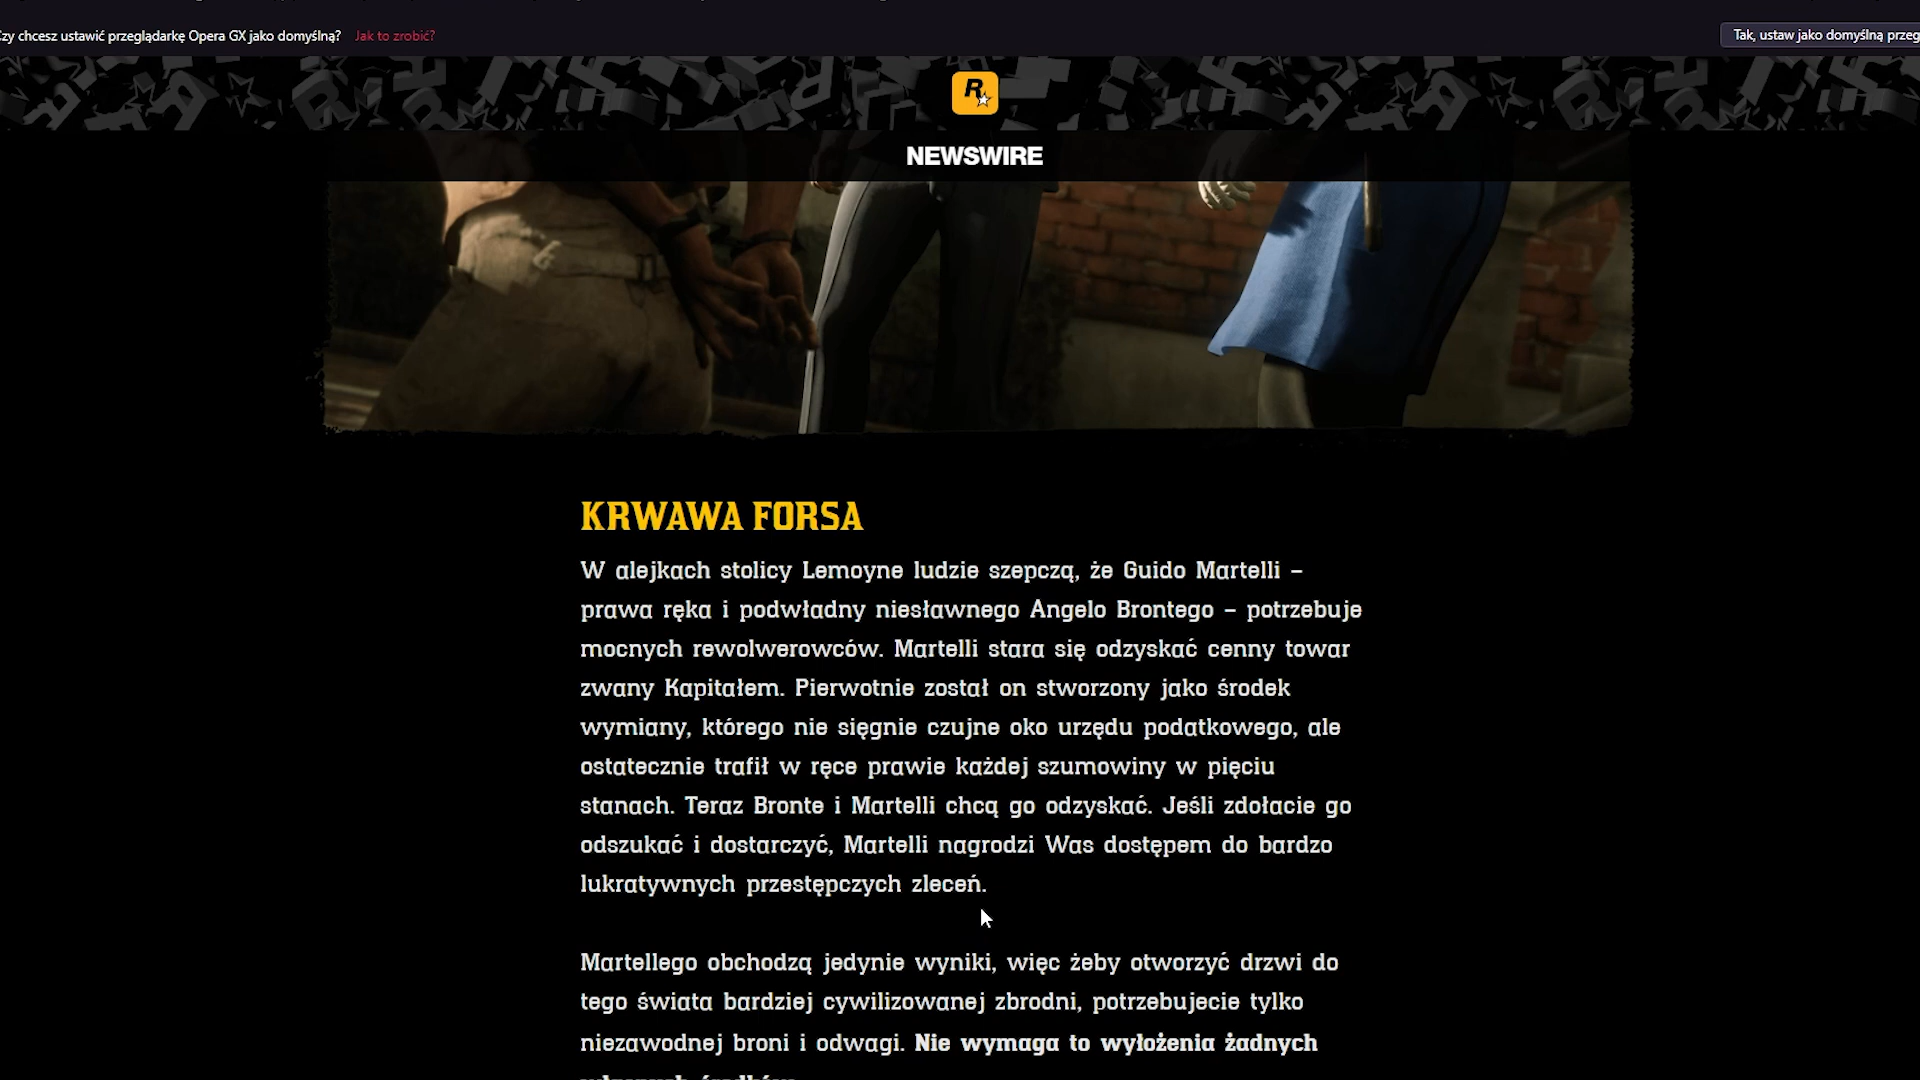 zy chcesz ustawić przeglądarkę Opera GX jako domyślną? Jak to zrobić?
Tak, ustaw jako domyślną przeg
R
NEWSWIRE
KRWAWA FORSA
W alejkach stolicy Lemoyne ludzie szepczą, że Guido Martelli –
prawa ręka i podwładny niesławnego Angelo Brontego – potrzebuje
mocnych rewolwerowców. Martelli stara się odzyskać cenny towar
zwany Kapitałem. Pierwotnie został on stworzony jako środek
wymiany, którego nie sięgnie czujne oko urzędu podatkowego, ale
ostatecznie trafił w ręce prawie każdej szumowiny w pięciu
stanach. Teraz Bronte i Martelli chcą go odzyskać. Jeśli zdołacie go
odszukać i dostarczyć, Martelli nagrodzi Was dostępem do bardzo
lukratywnych przestępczych zleceń.
Martellego obchodzą jedynie wyniki, więc żeby otworzyć drzwi do
tego świata bardziej cywilizowanej zbrodni, potrzebujecie tylko
niezawodnej broni i odwagi. Nie wymaga to wyłożenia żadnych